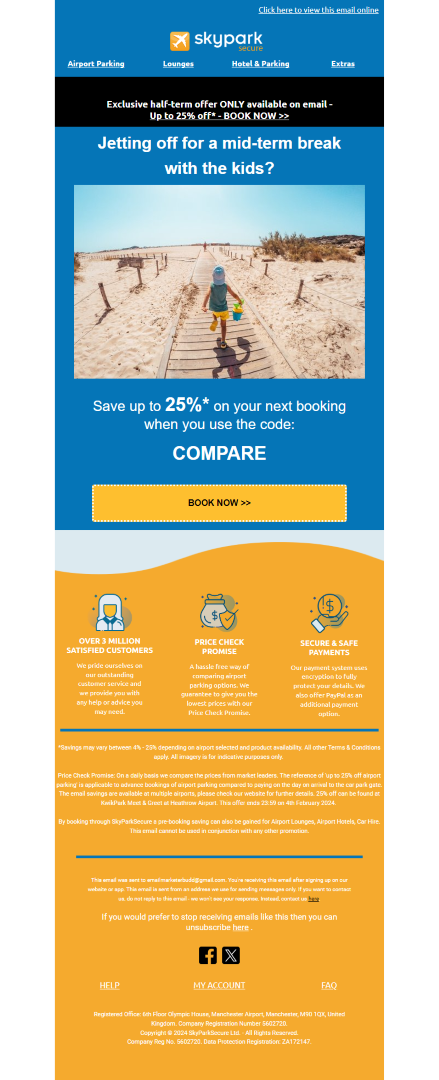 Click here to view this email online
skypark
secure
Airport Parking Lounges Hotel & Parking Extras
Exclusive half-term offer ONLY available on email -
Up to 25% off* - BOOK NOW >>
Jetting off for a mid-term break
with the kids?
Save up to 25%* on your next booking
when you use the code:
COMPARE
BOOK NOW >>
OVER 3 MILLION
SATISFIED CUSTOMERS
We pride ourselves on
our outstanding
customer service and
we provide you with
any help or advice you
may need.
PRICE CHECK
PROMISE
A hassle free way of
comparing airport
parking options. We
guarantee to give you the
lowest prices with our
Price Check Promise.
SECURE & SAFE
PAYMENTS
Our payment system uses
encryption to fully
protect your details. We
also offer PayPal as an
additional payment
option.
*Savings may vary between 4% - 25% depending on airport selected and product availability. All other Terms & Conditions
apply. All imagery is for indicative purposes only.
Price Check Promise: On a daily basis we compare the prices from market leaders. The reference of 'up to 25% off airport
parking' is applicable to advance bookings of airport parking compared to paying on the day on arrival to the car park gate.
The email savings are available at multiple airports, please check our website for further details. 25% off can be found at
KwikPark Meet & Greet at Heathrow Airport. This offer ends 23:59 on 4th February 2024.
By booking through SkyParkSecure a pre-booking saving can also be gained for Airport Lounges, Airport Hotels, Car Hire.
This email cannot be used in conjunction with any other promotion.
This email was sent to emailmarketerbuild@gmail.com. You're receiving this email after signing up on our
website or app. This email is sent from an address we use for sending messages only. If you want to contact
us, do not reply to this email - we won't see your response. Instead, contact us here
If you would prefer to stop receiving emails like this then you can
unsubscribe here .
HELP MY ACCOUNT FAQ
Registered Office: 6th Floor Olympic House, Manchester Airport, Manchester, M90 1QX, United
Kingdom. Company Registration Number 5602720.
Copyright © 2024 SkyParkSecure Ltd. - All Rights Reserved.
Company Reg No. 5602720. Data Protection Registration: ZA172147.